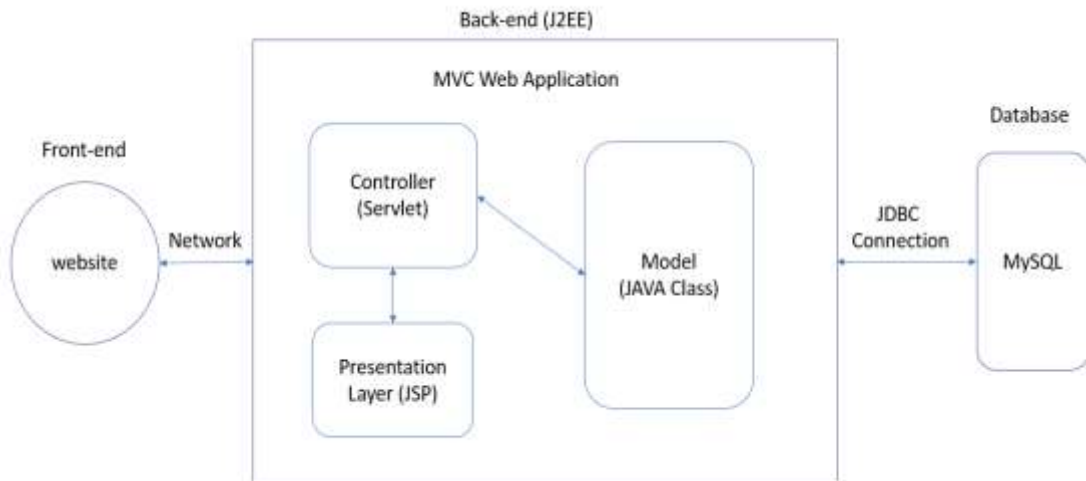 Back-end (J2EE)
MVC Web Application
Front-end
website
Network
Controller
(Servlet)
Presentation
Layer (JSP)
Model
(JAVA Class)
JDBC
Connection
Database
MySQL